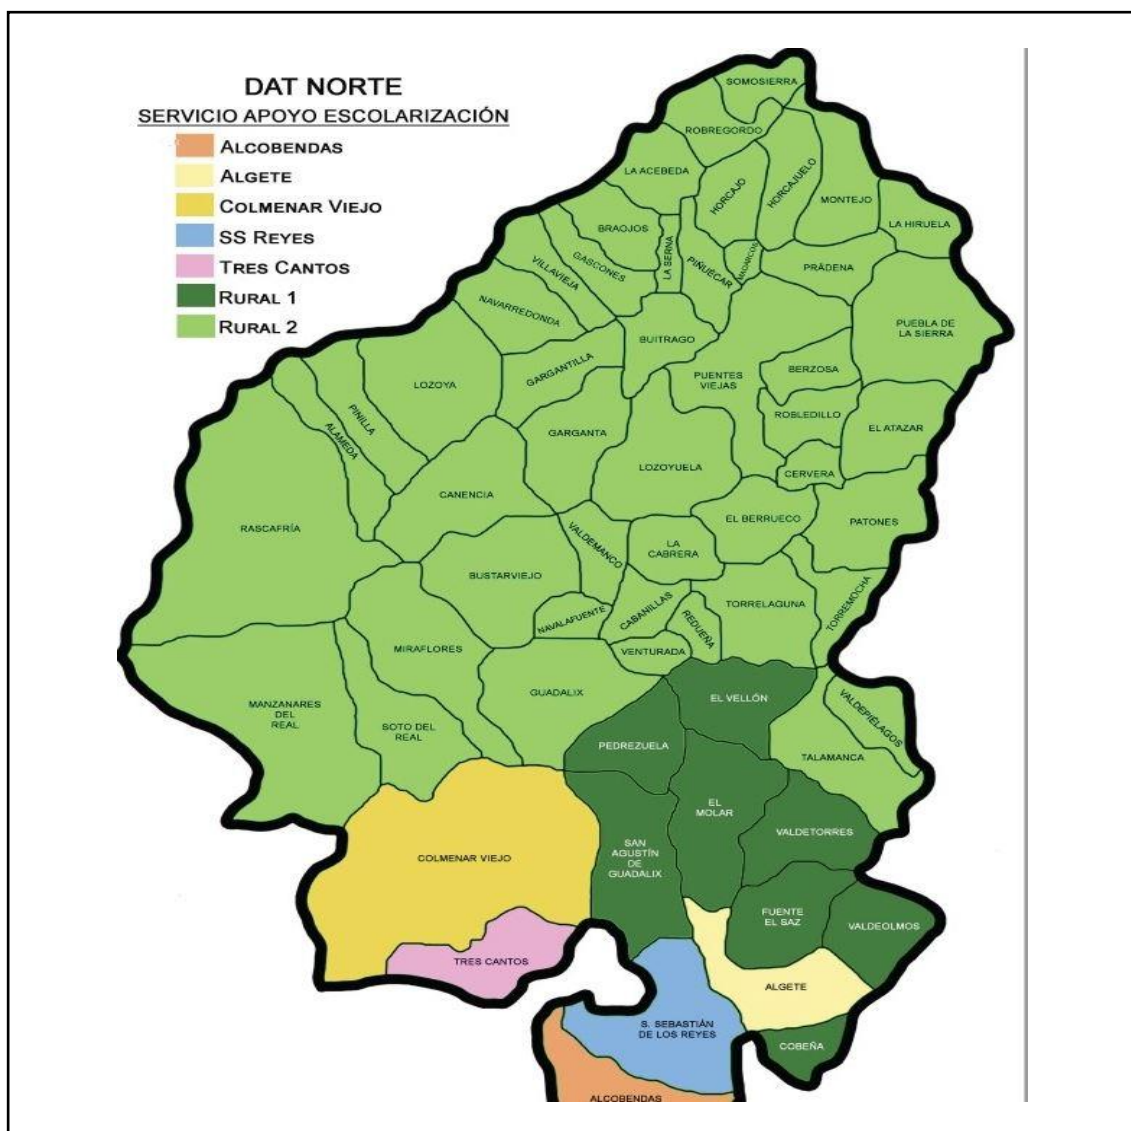 DAT NORTE
SERVICIO APOYO ESCOLARIZACIÓN
ALCOBENDAS
ALGETE
COLMENAR VIEJO
SS REYES
TRES CANTOS
RURAL 1
RURAL 2
SOMOSIERRA
ROBREGORDO
LA ACEBEDA
HORCAJO
HORCAJUELO
MONTEJO
LA HIRUELA
BRAOJOS
LA SERNA
PIÑUÉCAR
PRÁDENA
GASCONES
VILLAVIEJA
NAVARREDONDA
BUITRAGO
PUEBLA DE
LA SIERRA
GARGANTILLA
PUENTES
VIEJAS
BERZOSA
LOZOYA
PINILLA
ALAMEDA
ROBLEDILLO
EL ATAZAR
GARGANTA
LOZOYUELA
CERVERA
CANENCIA
RASCAFRÍA
EL BERRUECO
PATONES
VALDEMANCO
LA
CABRERA
BUSTARVIEJO
TORRELAGUNA
TORREMOCHA
NAVALAFUENTE
CABANILLAS
REDUEÑA
MIRAFLORES
VENTURADA
GUADALIX
MANZANARES
DEL
REAL
SOTO DEL
REAL
EL VELLÓN
VALDEPIÉLAGOS
PEDREZUELA
TALAMANCA
EL
MOLAR
VALDETORRES
SAN
AGUSTÍN
DE
GUADALIX
COLMENAR VIEJO
FUENTE
EL SAZ
VALDEOLMOS
TRES CANTOS
ALGETE
S. SEBASTIÁN
DE LOS REYES
COBEÑA
ALCOBENDAS